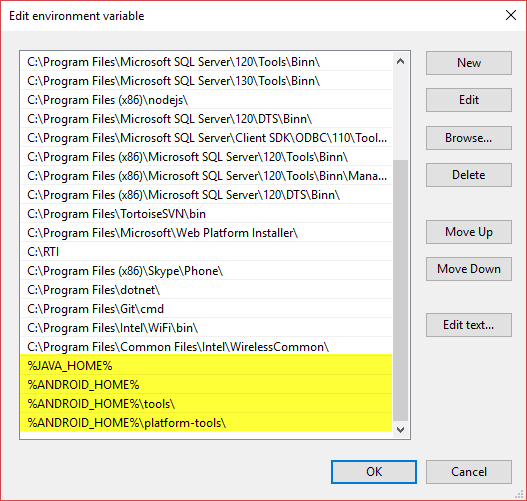 Edit environment variable
C:\Program Files\Microsoft SQL Server\120\Tools\Binn\
New
C:\Program Files\Microsoft SQL Server\130\Tools\Binn\
C:\Program Files (x86)\nodejs\
Edit
C:\Program Files\Microsoft SQL Server\120\DTS\Binn\
C:\Program Files\Microsoft SQL Server\Client SDK\ODBC\110\Tool...
Browse...
C:\Program Files (x86)\Microsoft SQL Server\120\Tools\Binn\
C:\Program Files (x86)\Microsoft SQL Server\120\Tools\Binn\Mana...
Delete
C:\Program Files (x86)\Microsoft SQL Server\120\DTS\Binn\
C:\Program Files\TortoiseSVN\bin
C:\Program Files\Microsoft\Web Platform Installer\
Move Up
C:\RTI
C:\Program Files (x86)\Skype\Phone\
Move Down
C:\Program Files\dotnet\
C:\Program Files\Git\cmd
C:\Program Files\Intel\WiFi\bin\
Edit text...
C:\Program Files\Common Files\Intel\WirelessCommon\
%JAVA_HOME%
%ANDROID_HOME%
%ANDROID_HOME%\tools\
%ANDROID_HOME%\platform-tools\
OK
Cancel